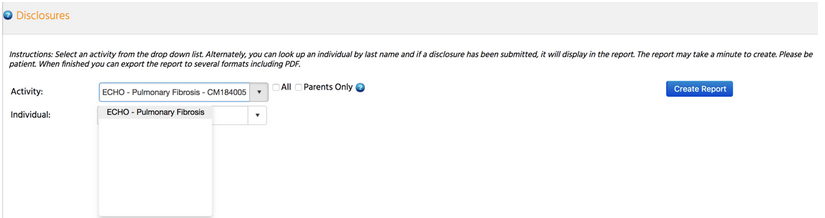 Disclosures
Instructions: Select an activity from the drop down list. Alternately, you can look up an individual by last name and if a disclosure has been submitted, it will display in the report. The report may take a minute to create. Please be
patient. When finished you can export the report to several formats including PDF.
Activity: ECHO - Pulmonary Fibrosis - CM184005 All Parents Only Create Report
ECHO - Pulmonary Fibrosis
Individual: